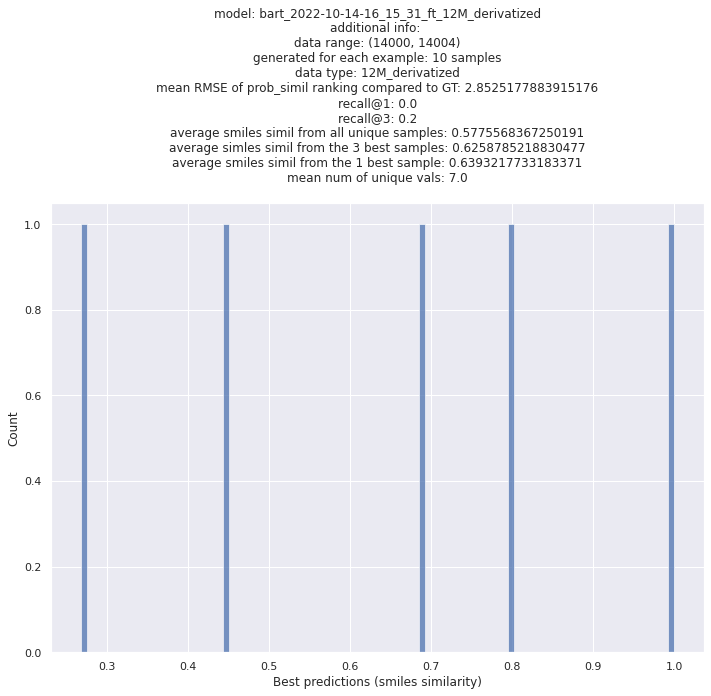 model: bart_2022-10-14-16_15_31_ft_12M_derivatized
additional info:
data range: (14000, 14004)
generated for each example: 10 samples
data type: 12M_derivatized
mean RMSE of prob_simil ranking compared to GT: 2.8525177883915176
recall@1: 0.0
recall@3: 0.2
average smiles simil from all unique samples: 0.5775568367250191
average simles simil from the 3 best samples: 0.6258785218830477
average simles simil from the 1 best sample: 0.6393217733183371
mean num of unique vals: 7.0
1.0
0.8
0.6
0.4
0.2
0.0
Count
0.3 0.4 0.5 0.6 0.7 0.8 0.9 1.0
Best predictions (smiles similarity)